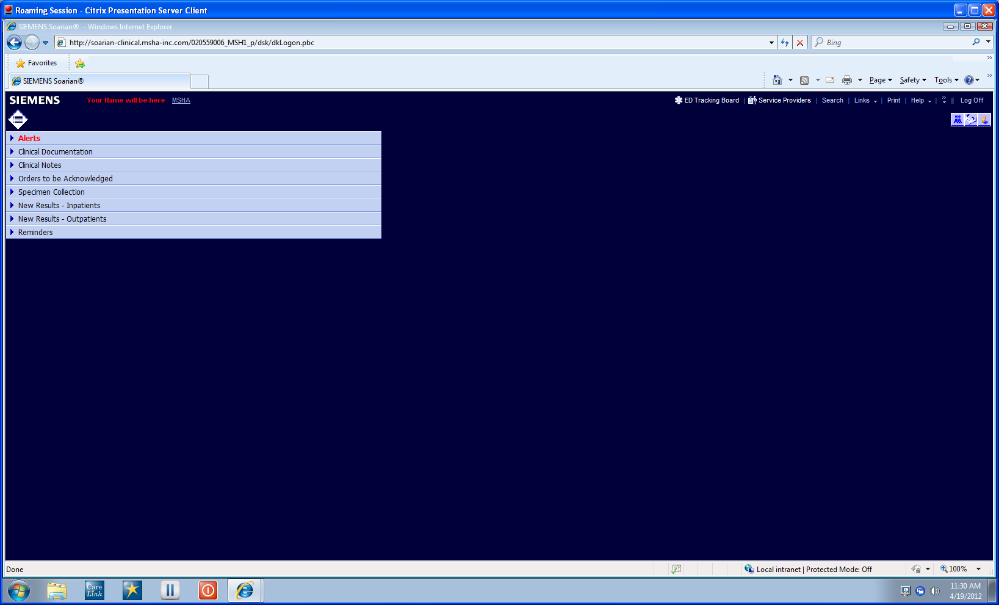 Roaming Session - Citrix Presentation Server Client
SIEMENS Soarian® - Windows Internet Explorer
http://soarian-clinical.msha-inc.com/020559006_MSH1_p/dsk/dkLogon.pbc
Bing
Favorites
SIEMENS Soarian®
Page
Safety
Tools
SIEMENS
Your Name will be here
MSHA
ED Tracking Board | Service Providers | Search | Links | Print | Help | Log Off
Alerts
Clinical Documentation
Clinical Notes
Orders to be Acknowledged
Specimen Collection
New Results - Inpatients
New Results - Outpatients
Reminders
Done
Local intranet | Protected Mode: Off
100%
Care Link
11:30 AM
4/19/2012